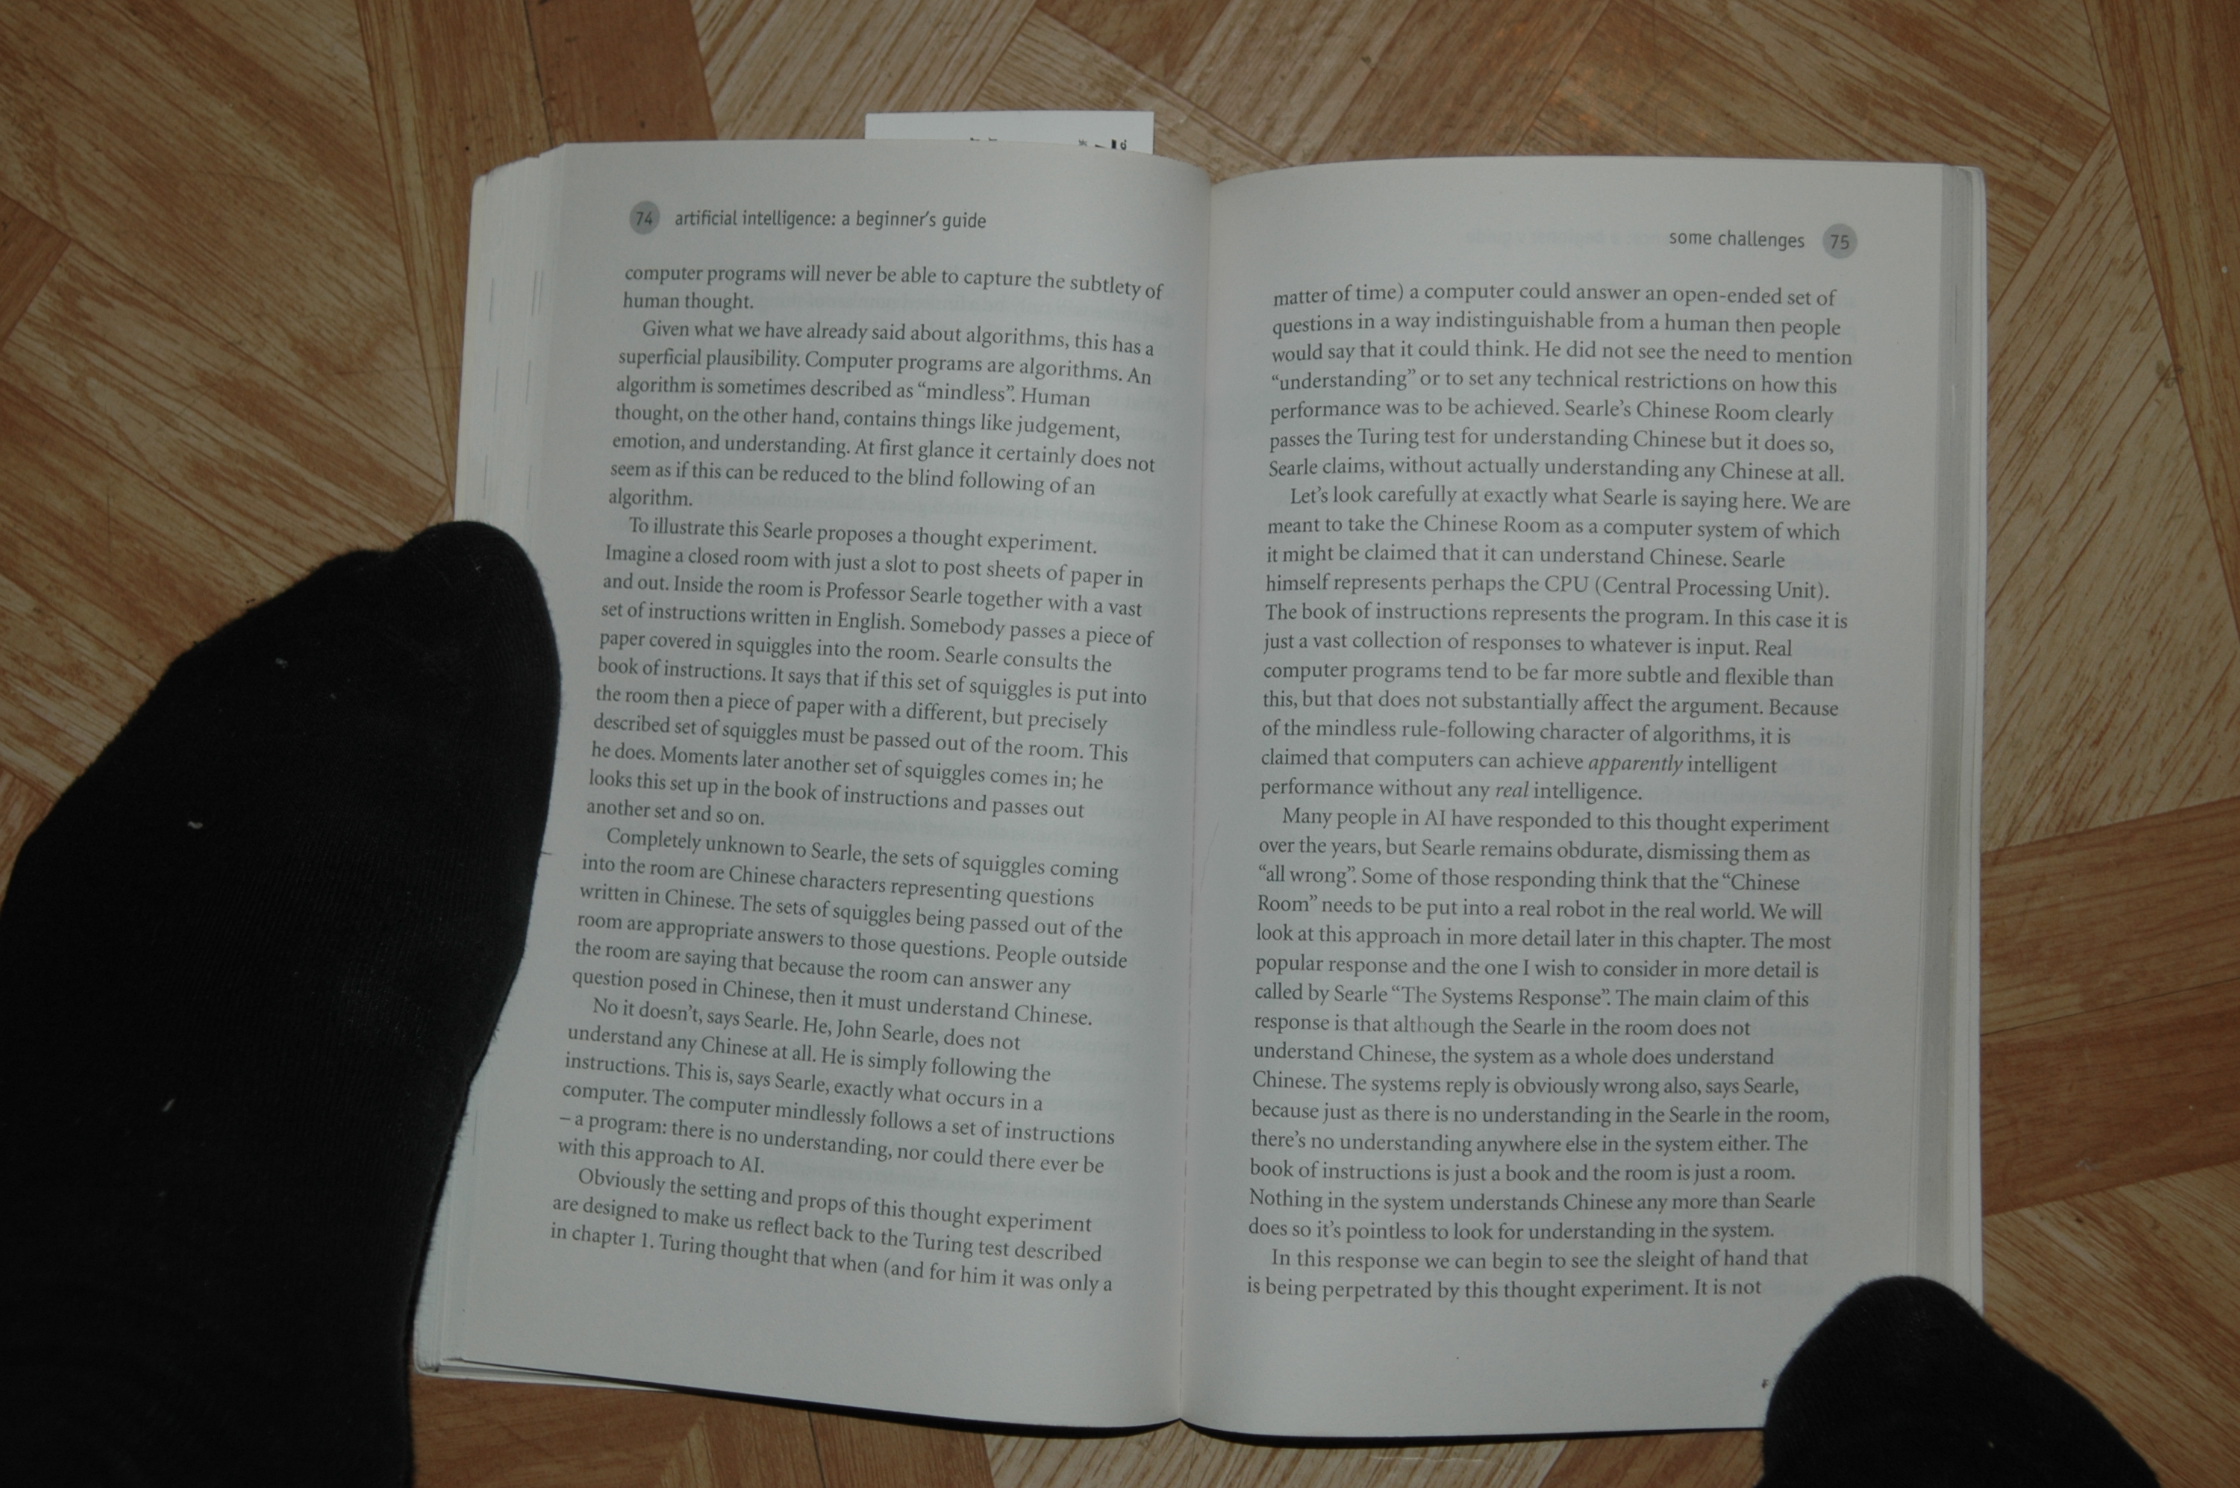 74 artificial intelligence: a beginner's guide
computer programs will never be able to capture the subtlety of
human thought.
Given what we have already said about algorithms, this has a
superficial plausibility. Computer programs are algorithms. An
algorithm is sometimes described as “mindless”. Human
thought, on the other hand, contains things like judgement,
emotion, and understanding. At first glance it certainly does not
seem as if this can be reduced to the blind following of an
algorithm.
To illustrate this Searle proposes a thought experiment.
Imagine a closed room with just a slot to post sheets of paper in
and out. Inside the room is Professor Searle together with a vast
set of instructions written in English. Somebody passes a piece of
paper covered in squiggles into the room. Searle consults the
book of instructions. It says that if this set of squiggles is put into
the room then a piece of paper with a different, but precisely
described set of squiggles must be passed out of the room. This
he does. Moments later another set of squiggles comes in; he
looks this set up in the book of instructions and passes out
another set and so on.
Completely unknown to Searle, the sets of squiggles coming
into the room are Chinese characters representing questions
written in Chinese. The sets of squiggles being passed out of the
room are appropriate answers to those questions. People outside
the room are saying that because the room can answer any
question posed in Chinese, then it must understand Chinese.
No it doesn't, says Searle. He, John Searle, does not
understand any Chinese at all. He is simply following the
instructions. This is, says Searle, exactly what occurs in a
computer. The computer mindlessly follows a set of instructions
– a program: there is no understanding, nor could there ever be
with this approach to AI.
Obviously the setting and props of this thought experiment
are designed to make us reflect back to the Turing test described
in chapter 1. Turing thought that when (and for him it was only a
some challenges 75
matter of time) a computer could answer an open-ended set of
questions in a way indistinguishable from a human then people
would say that it could think. He did not see the need to mention
“understanding” or to set any technical restrictions on how this
performance was to be achieved. Searle's Chinese Room clearly
passes the Turing test for understanding Chinese but it does so,
Searle claims, without actually understanding any Chinese at all.
Let's look carefully at exactly what Searle is saying here. We are
meant to take the Chinese Room as a computer system of which
it might be claimed that it can understand Chinese. Searle
himself represents perhaps the CPU (Central Processing Unit).
The book of instructions represents the program. In this case it is
just a vast collection of responses to whatever is input. Real
computer programs tend to be far more subtle and flexible than
this, but that does not substantially affect the argument. Because
of the mindless rule-following character of algorithms, it is
claimed that computers can achieve apparently intelligent
performance without any real intelligence.
Many people in AI have responded to this thought experiment
over the years, but Searle remains obdurate, dismissing them as
“all wrong”. Some of those responding think that the “Chinese
Room” needs to be put into a real robot in the real world. We will
look at this approach in more detail later in this chapter. The most
popular response and the one I wish to consider in more detail is
called by Searle “The Systems Response”. The main claim of this
response is that although the Searle in the room does not
understand Chinese, the system as a whole does understand
Chinese. The systems reply is obviously wrong also, says Searle,
because just as there is no understanding in the Searle in the room,
there's no understanding anywhere else in the system either. The
book of instructions is just a book and the room is just a room.
Nothing in the system understands Chinese any more than Searle
does so it's pointless to look for understanding in the system.
In this response we can begin to see the sleight of hand that
is being perpetrated by this thought experiment. It is not